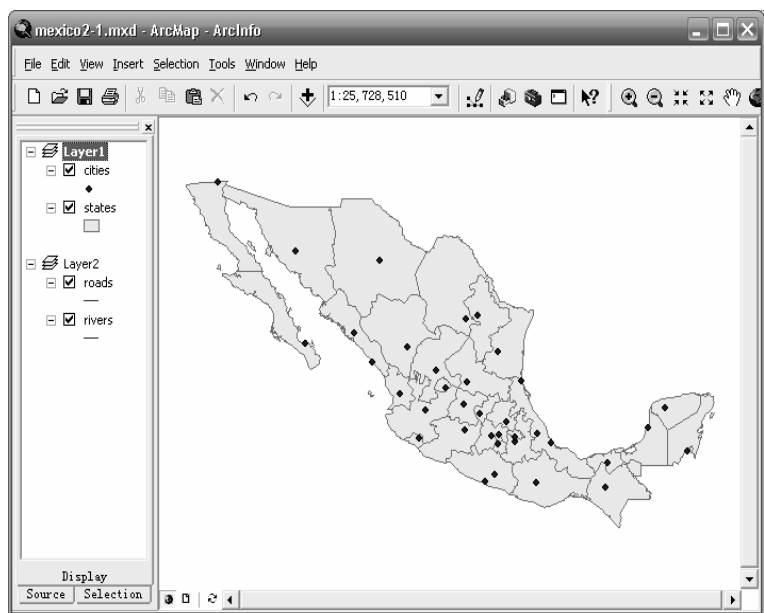 mexico2-1.mxd - ArcMap - ArcInfo
File Edit View Insert Selection Tools Window Help
1:25,728,510
Layer1
cities
states
Layer2
roads
rivers
Display
Source Selection